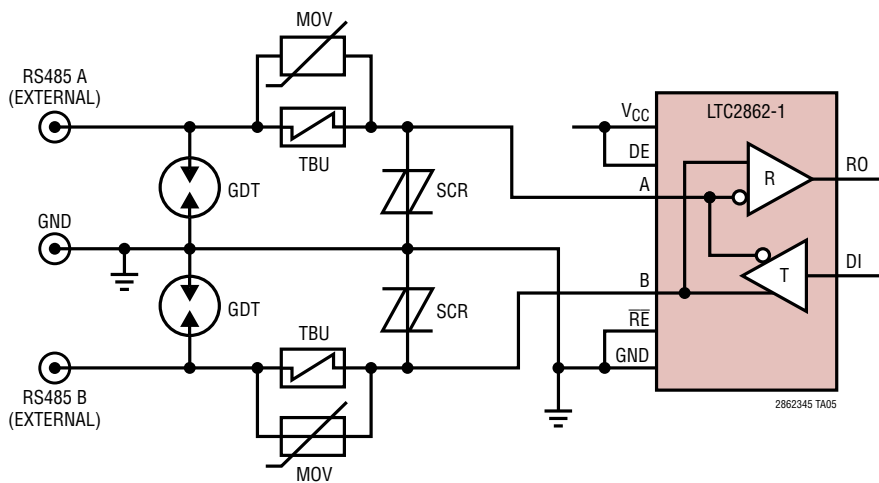 MOV
RS485 A
(EXTERNAL)
TBU
GDT
SCR
GND
GDT
SCR
TBU
RS485 B
(EXTERNAL)
MOV
VCC
LTC2862-1
DE
A
R
RO
T
DI
B
RE
GND
2862345 TA05